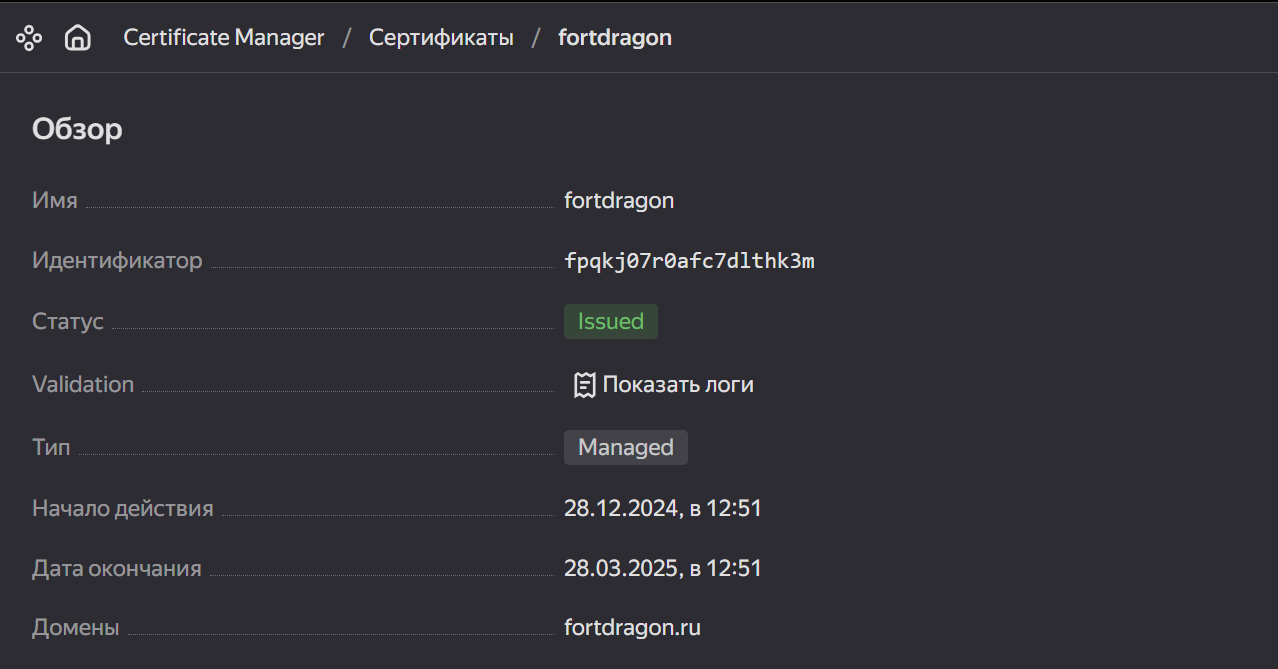 Certificate Manager / Сертификаты / fortdragon
Обзор
Имя fortdragon
Идентификатор fpqkj07r0afc7dlthk3m
Статус Issued
Validation Показать логи
Тип Managed
Начало действия 28.12.2024, в 12:51
Дата окончания 28.03.2025, в 12:51
Домены fortdragon.ru